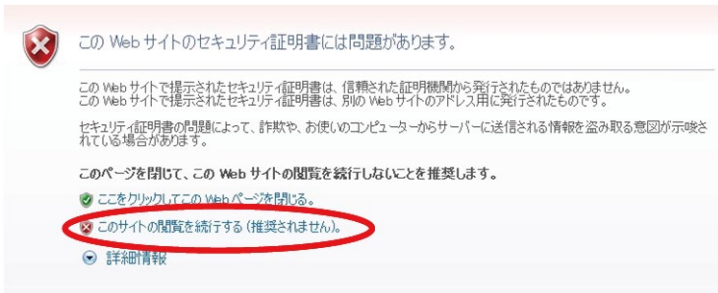 この Web サイトのセキュリティ証明書には問題があります。
この Web サイトで提示されたセキュリティ証明書は、信頼された証明機関から発行されたものではありません。
この Web サイトで提示されたセキュリティ証明書は、別の Web サイトのアドレス用に発行されたものです。
セキュリティ証明書の問題によって、詐欺や、お使いのコンピューターからサーバーに送信される情報を盗み取る意図が示唆さ
れている場合があります。
このページを閉じて、この Web サイトの閲覧を続行しないことを推奨します。
ここをクリックしてこの Web ページを閉じる。
このサイトの閲覧を続行する (推奨されません)。
詳細情報